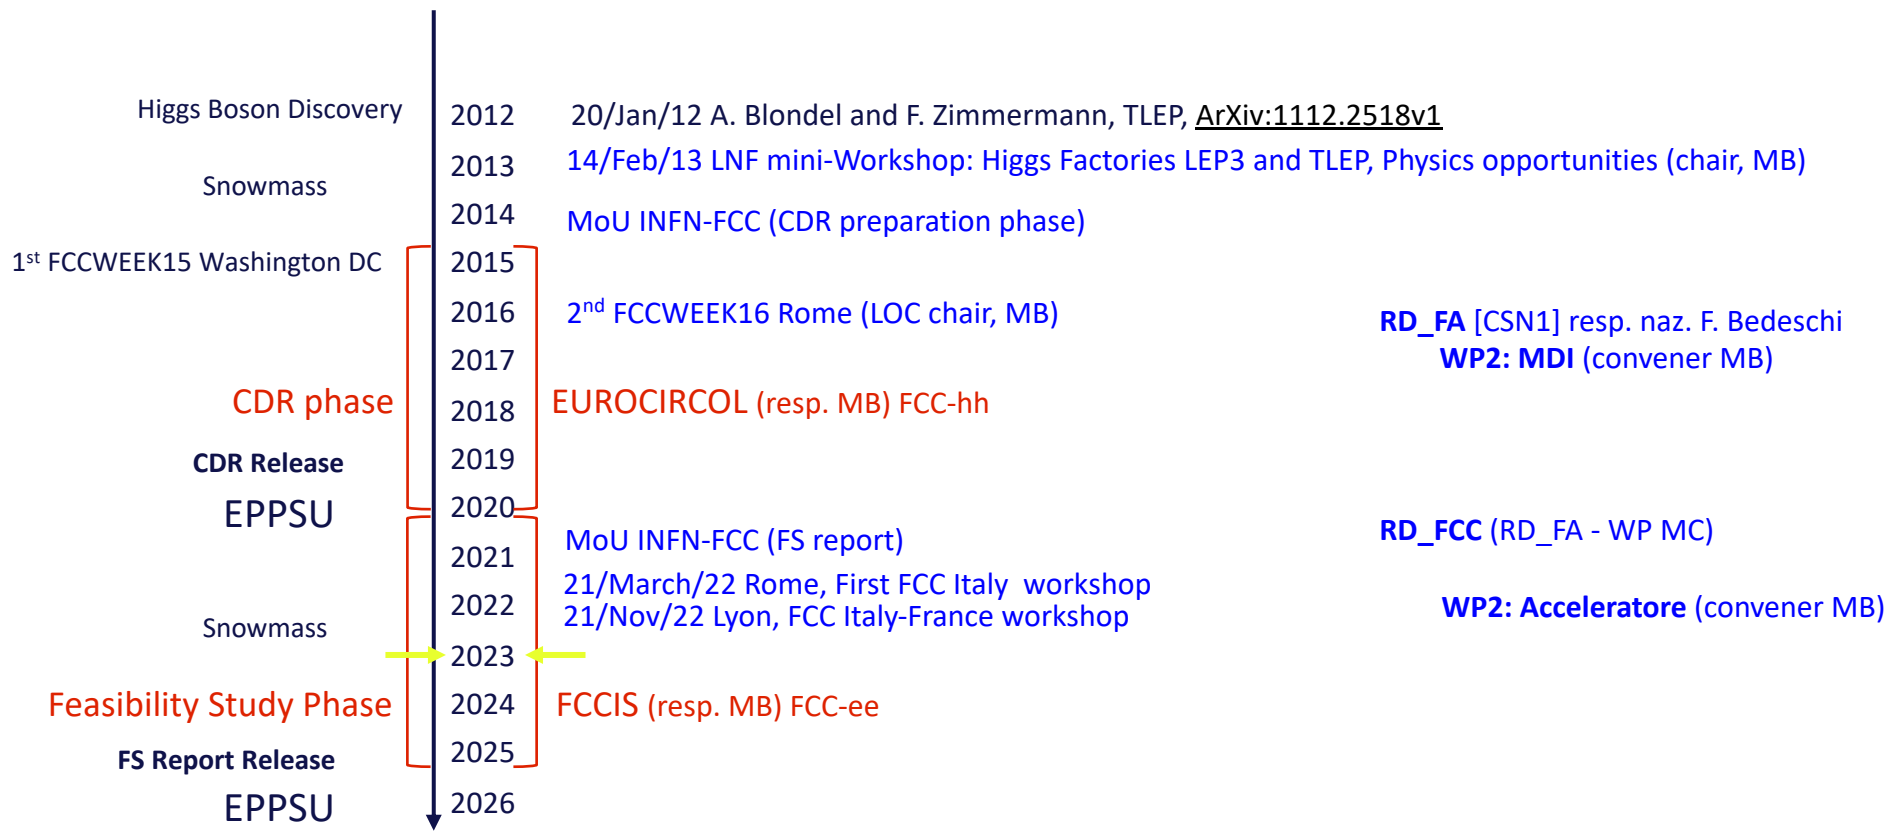 Higgs Boson Discovery
2012
20/Jan/12 A. Blondel and F. Zimmermann, TLEP, ArXiv:1112.2518v1
2013
14/Feb/13 LNF mini-Workshop: Higgs Factories LEP3 and TLEP, Physics opportunities (chair, MB)
Snowmass
2014
MoU INFN-FCC (CDR preparation phase)
1st FCCWEEK15 Washington DC
2015
2016
2nd FCCWEEK16 Rome (LOC chair, MB)
RD_FA [CSN1] resp. naz. F. Bedeschi
2017
WP2: MDI (convener MB)
CDR phase
2018
EUROCIRCOL (resp. MB) FCC-hh
CDR Release
2019
EPPSU
2020
2021
MoU INFN-FCC (FS report)
RD_FCC (RD_FA - WP MC)
21/March/22 Rome, First FCC Italy workshop
2022
21/Nov/22 Lyon, FCC Italy-France workshop
WP2: Acceleratore (convener MB)
Snowmass
2023
Feasibility Study Phase
2024
FCCIS (resp. MB) FCC-ee
FS Report Release
2025
EPPSU
2026